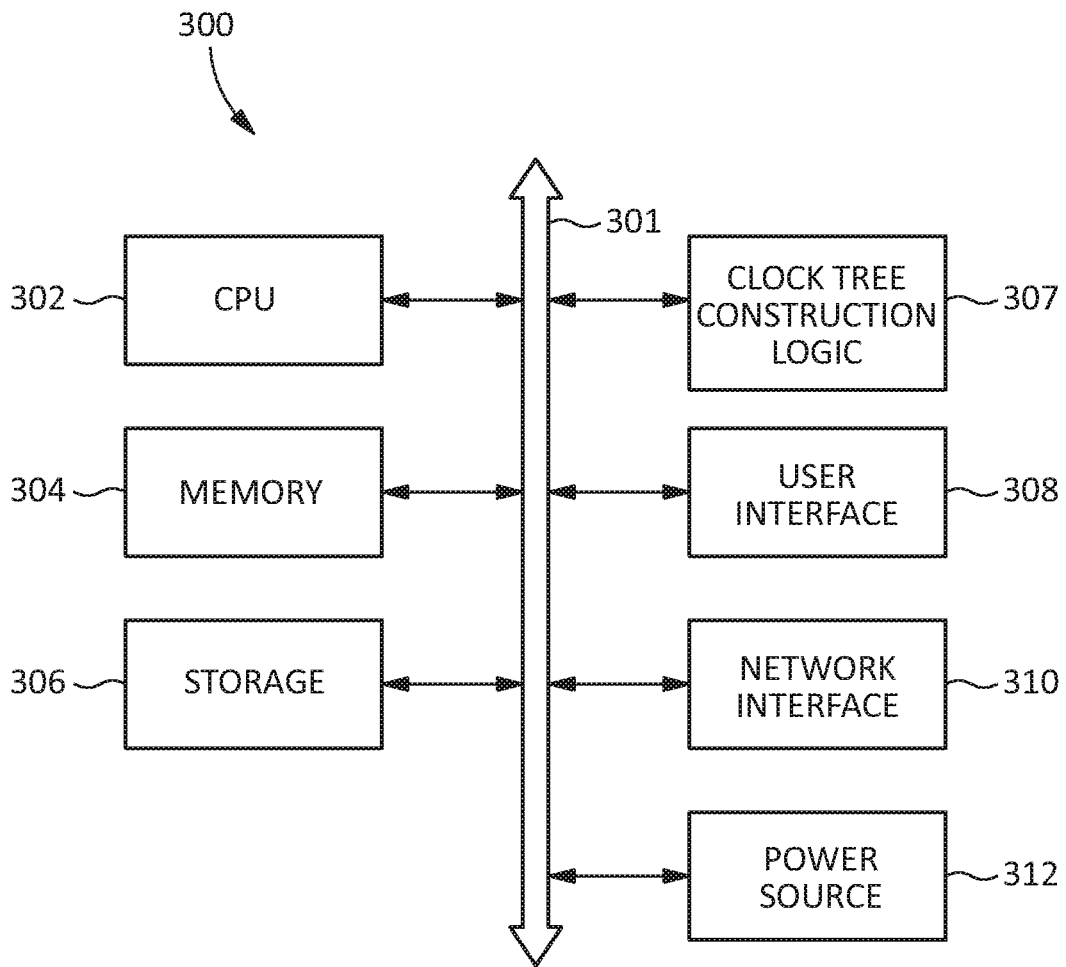 300
301
302
CPU
CLOCK TREE
CONSTRUCTION
LOGIC
307
304
MEMORY
USER
INTERFACE
308
306
STORAGE
NETWORK
INTERFACE
310
POWER
SOURCE
312